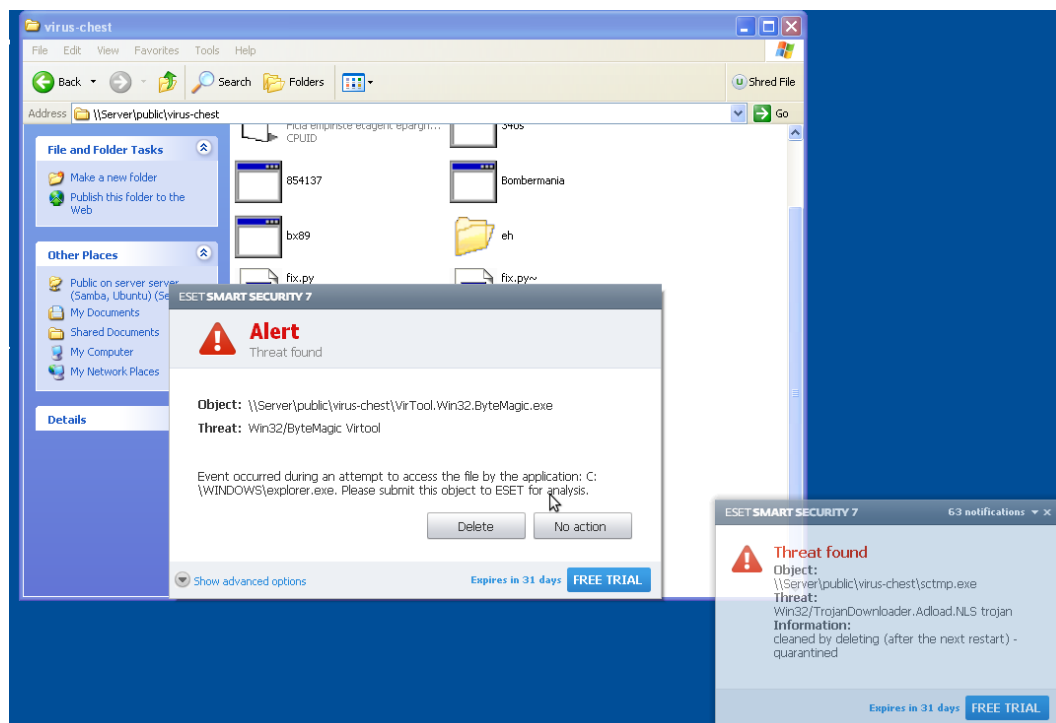 virus-chest
File Edit View Favorites Tools Help
Back Search Folders Shred File
Address \\Server\public\virus-chest Go
File and Folder Tasks
Make a new folder
Publish this folder to the
Web
Other Places
Public on server server
(Samba, Ubuntu) (Se
My Documents
Shared Documents
My Computer
My Network Places
Details
CPUID
854137
Bombermania
bx89
eh
fix.py
fix.py~
ESET SMART SECURITY 7
Alert
Threat found
Object: \\Server\public\virus-chest\VirTool.Win32.ByteMagic.exe
Threat: Win32/ByteMagic Virtool
Event occurred during an attempt to access the file by the application: C:
\WINDOWS\explorer.exe. Please submit this object to ESET for analysis.
Delete No action
Show advanced options Expires in 31 days FREE TRIAL
ESET SMART SECURITY 7 63 notifications
Threat found
Object:
\\Server\public\virus-chest\sctmp.exe
Threat:
Win32/TrojanDownloader.Adload.NLS trojan
Information:
cleaned by deleting (after the next restart) -
quarantined
Expires in 31 days FREE TRIAL